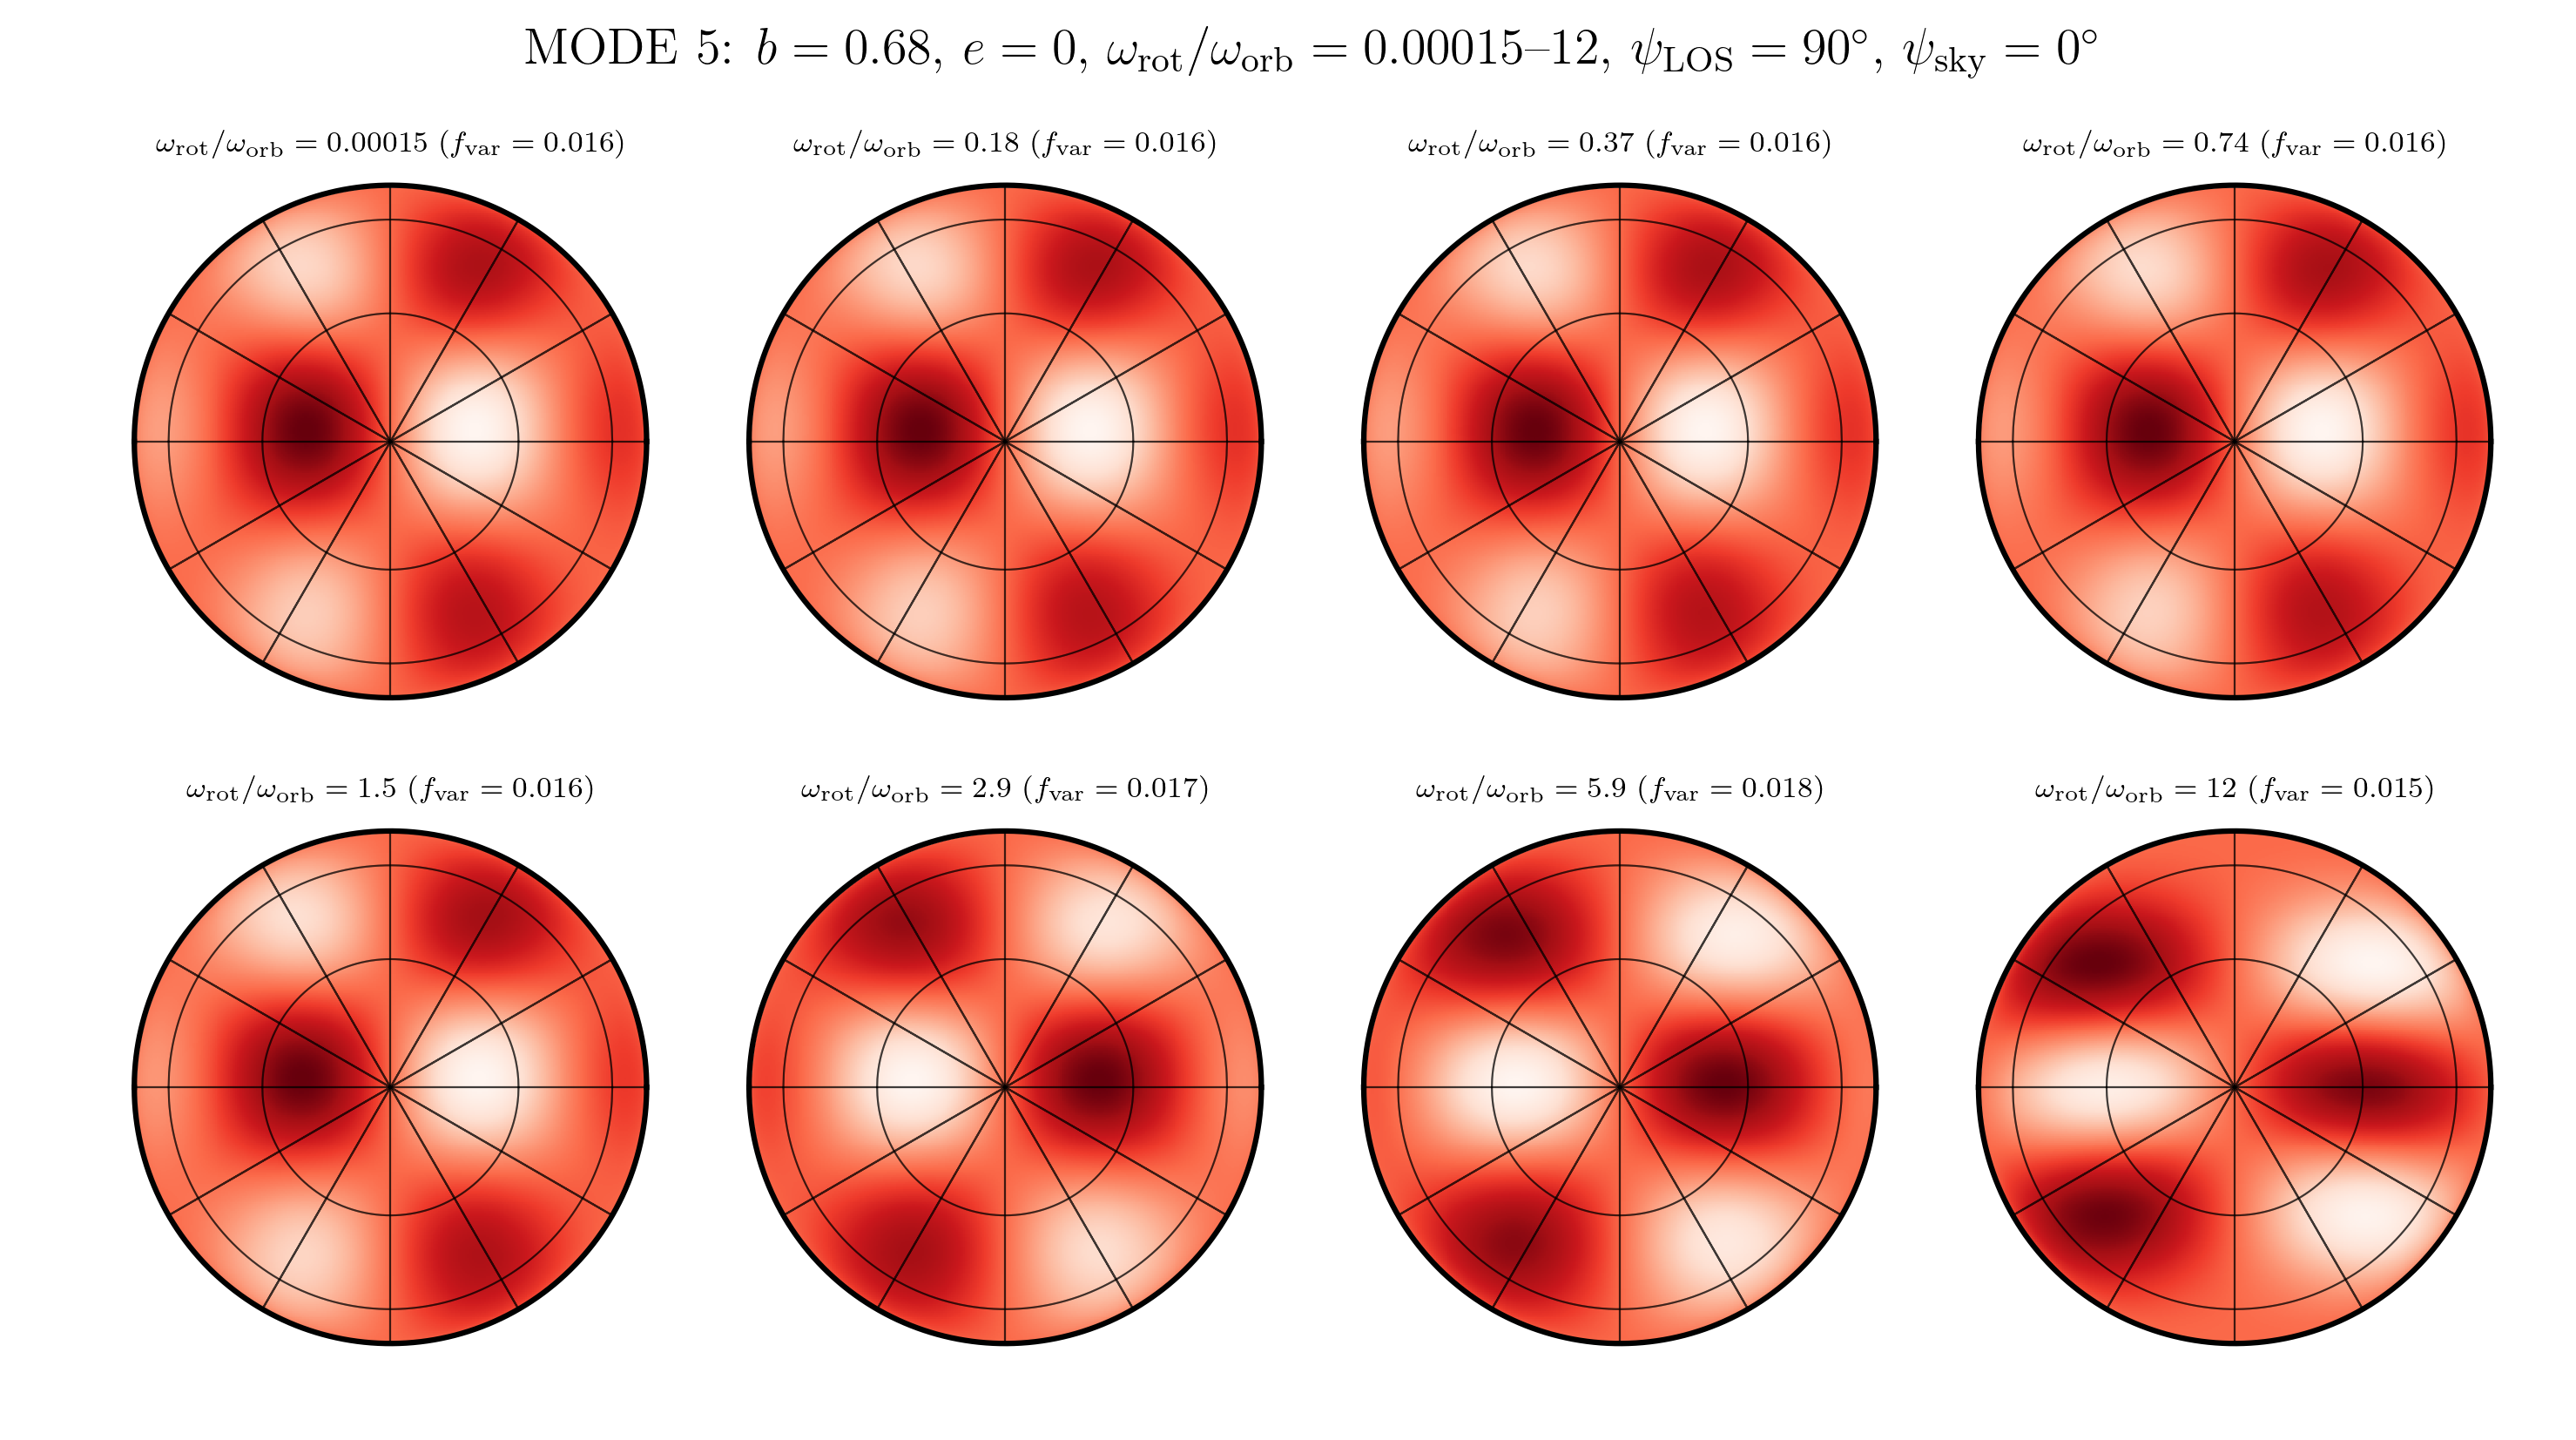 MODE 5: b = 0.68, e = 0, ω_rot/ω_orb = 0.00015–12, ψ_LOS = 90°, ψ_sky = 0°
ω_rot/ω_orb = 0.00015 (f_var = 0.016)
ω_rot/ω_orb = 0.18 (f_var = 0.016)
ω_rot/ω_orb = 0.37 (f_var = 0.016)
ω_rot/ω_orb = 0.74 (f_var = 0.016)
ω_rot/ω_orb = 1.5 (f_var = 0.016)
ω_rot/ω_orb = 2.9 (f_var = 0.017)
ω_rot/ω_orb = 5.9 (f_var = 0.018)
ω_rot/ω_orb = 12 (f_var = 0.015)